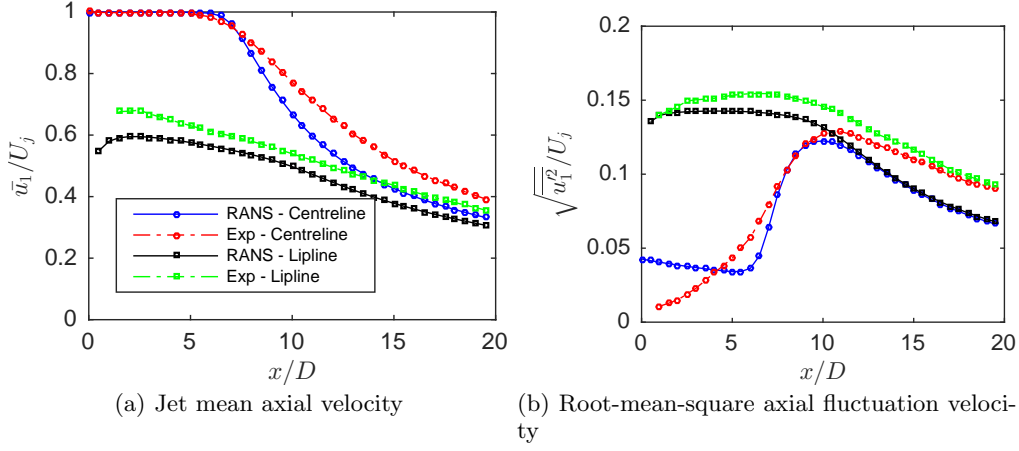 ū₁/U_j
1
0.8
0.6
0.4
0.2
0
0 5 10 15 20
x/D
RANS - Centreline
Exp - Centreline
RANS - Lipline
Exp - Lipline
(a) Jet mean axial velocity
√(u₁′²)‾/U_j
0.2
0.15
0.1
0.05
0
0 5 10 15 20
x/D
(b) Root-mean-square axial fluctuation veloci-
ty